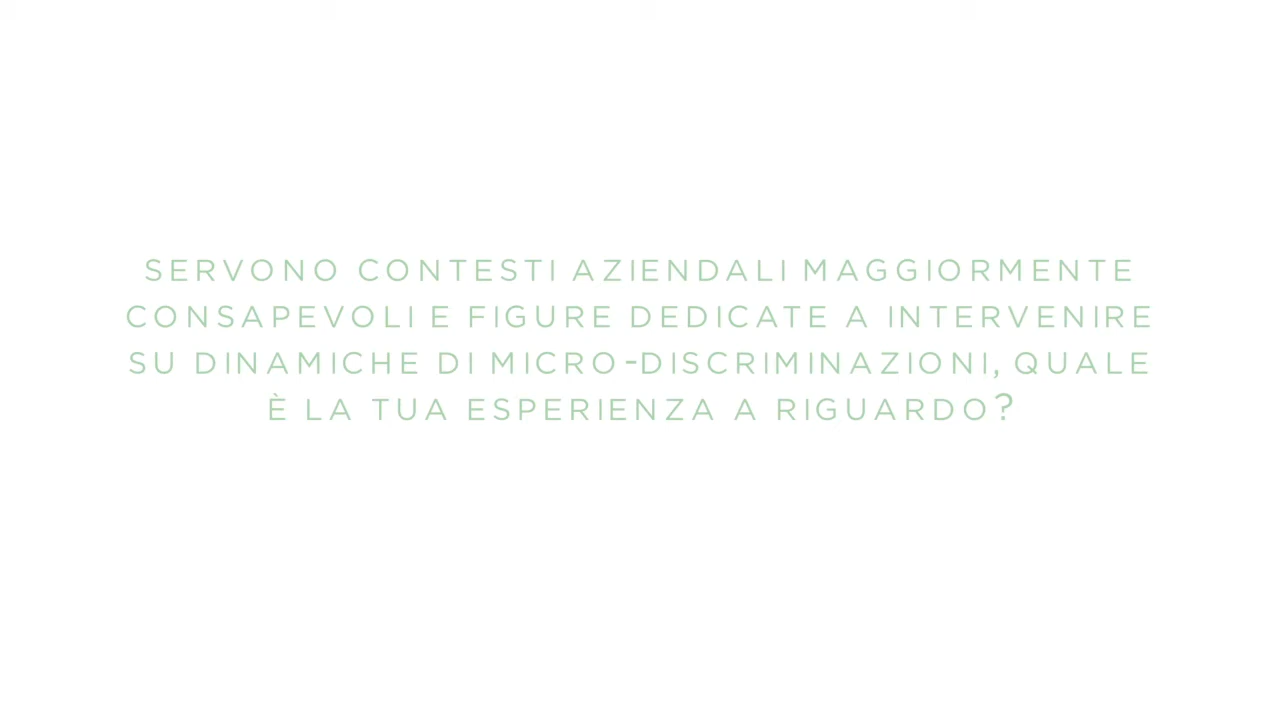 SERVONO CONTESTI AZIENDALI MAGGIORMENTE
CONSAPEVOLI E FIGURE DEDICATE A INTERVENIRE
SU DINAMICHE DI MICRO-DISCRIMINAZIONI, QUALE
È LA TUA ESPERIENZA A RIGUARDO?